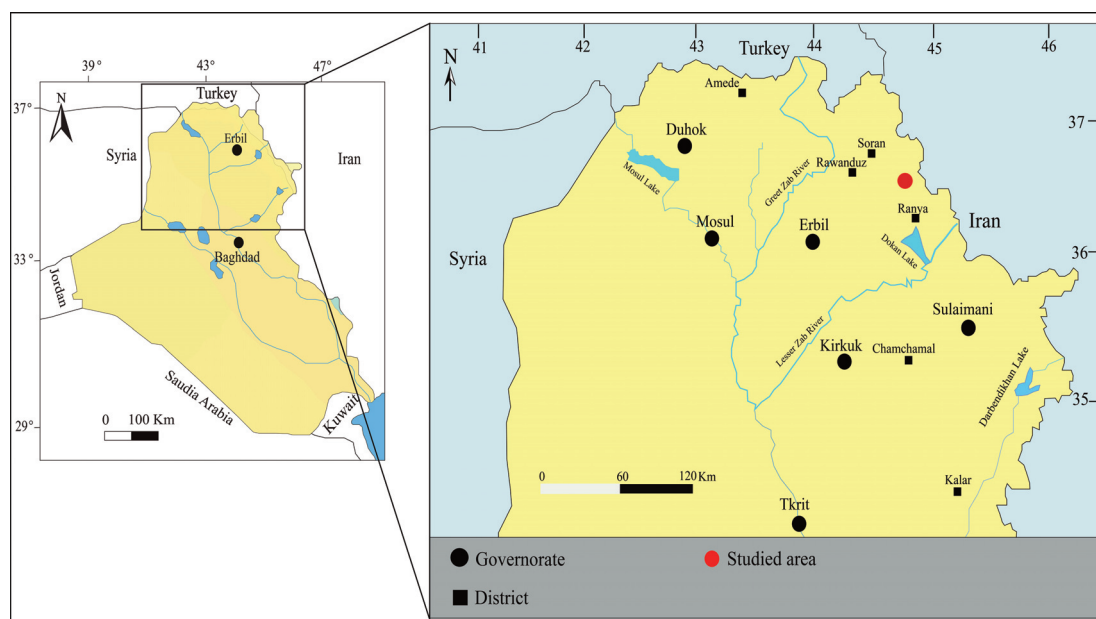 39°
43
47°
37°
33°
29°
N
Turkey
Syria
Erbil
Iran
Baghdad
Jordan
Saudia Arabia
Kuwait
0 100 Km
41
42
43
44
45
46
Turkey
N
Amede
37
Duhok
Soran
Rawanduz
Mosul Lake
Greet Zab River
Ranya
Mosul
Erbil
Iran
Dokan Lake
36
Syria
Sulaimani
Lesser Zab River
Kirkuk
Chamchamal
Darbendikhan Lake
35
0 60 120 Km
Kalar
Tkrit
Governorate
Studied area
District